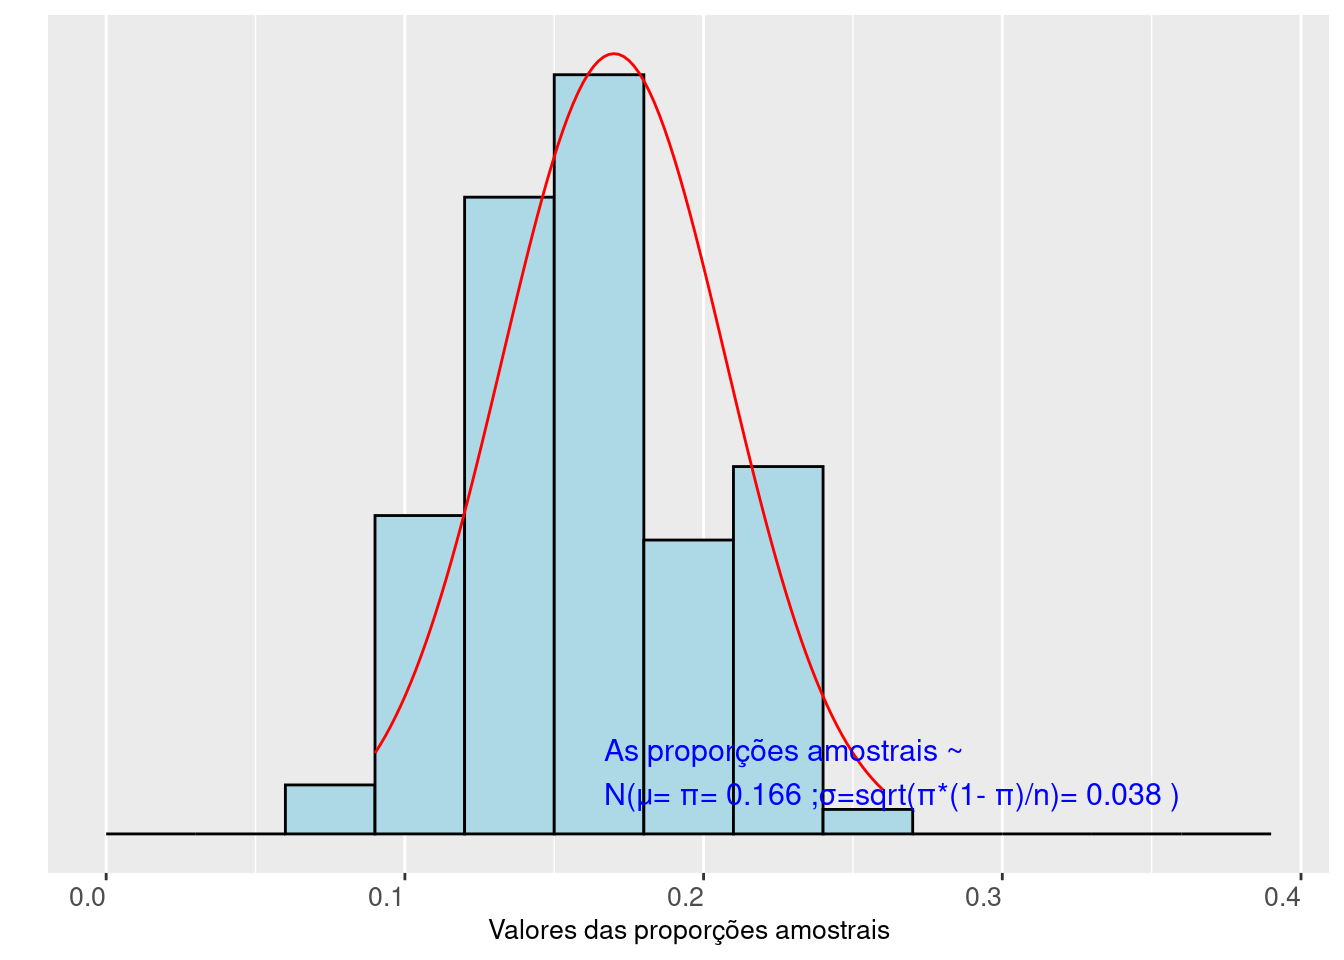 As proporções amostrais ~
N(μ= π= 0.166 ;σ=sqrt(π*(1- π)/n)= 0.038 )
0.0 0.1 0.2 0.3 0.4
Valores das proporções amostrais